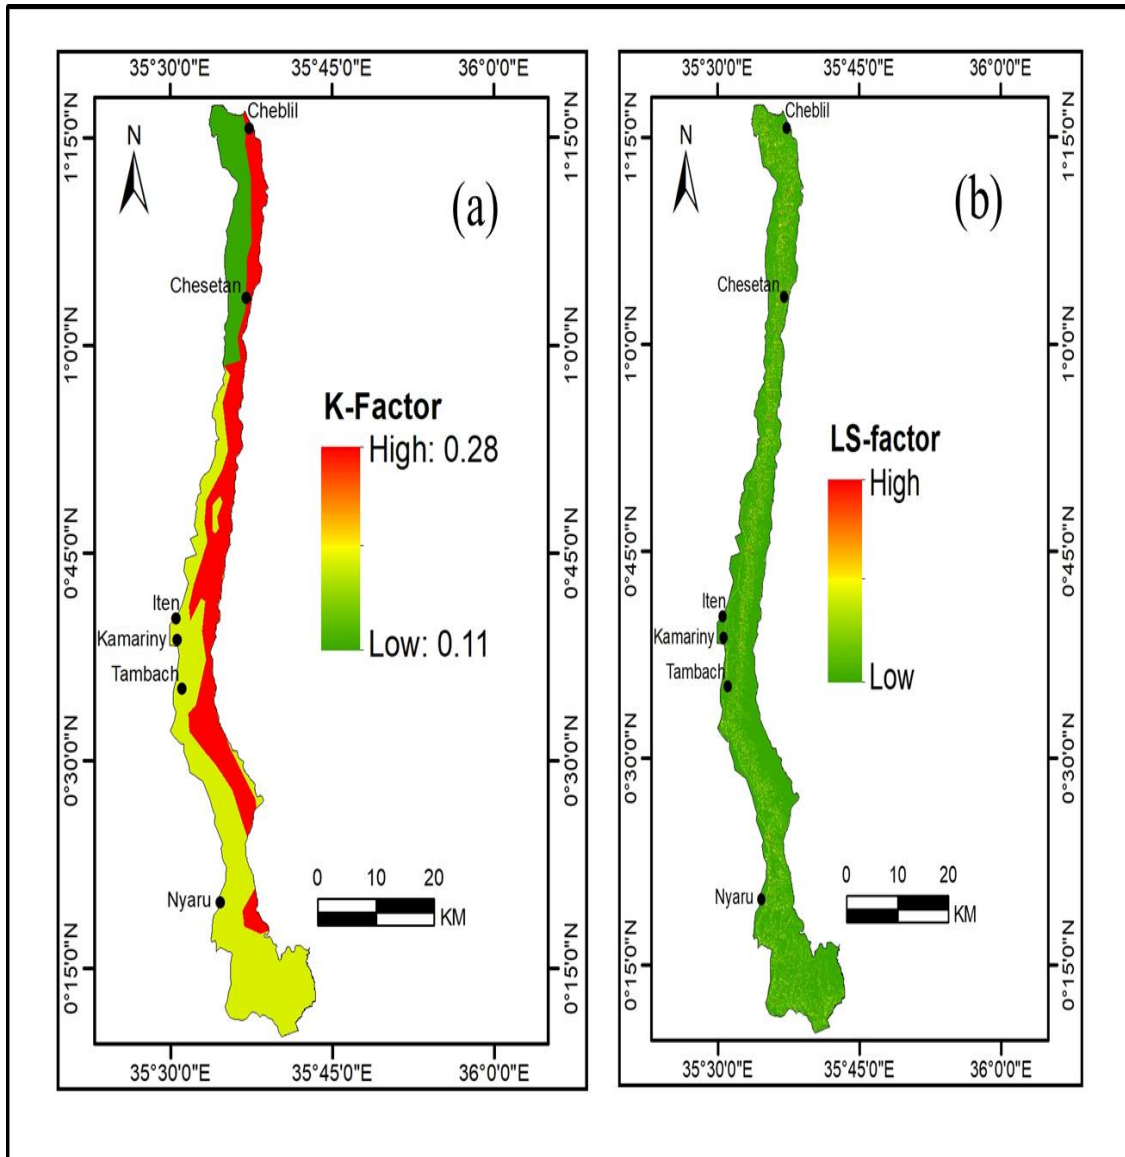 35°30'0"E 35°45'0"E 36°0'0"E
N
(a)
1°15'0"N 1°15'0"N
Cheblil
Chesetan
1°0'0"N 1°0'0"N
K-Factor
High: 0.28
Low: 0.11
0°45'0"N 0°45'0"N
Iten
Kamariny
Tambach
0°30'0"N 0°30'0"N
Nyaru
0 10 20
KM
0°15'0"N 0°15'0"N
35°30'0"E 35°45'0"E 36°0'0"E
35°30'0"E 35°45'0"E 36°0'0"E
N
(b)
1°15'0"N 1°15'0"N
Cheblil
Chesetan
1°0'0"N 1°0'0"N
LS-factor
High
Low
0°45'0"N 0°45'0"N
Iten
Kamariny
Tambach
0°30'0"N 0°30'0"N
Nyaru
0 10 20
KM
0°15'0"N 0°15'0"N
35°30'0"E 35°45'0"E 36°0'0"E